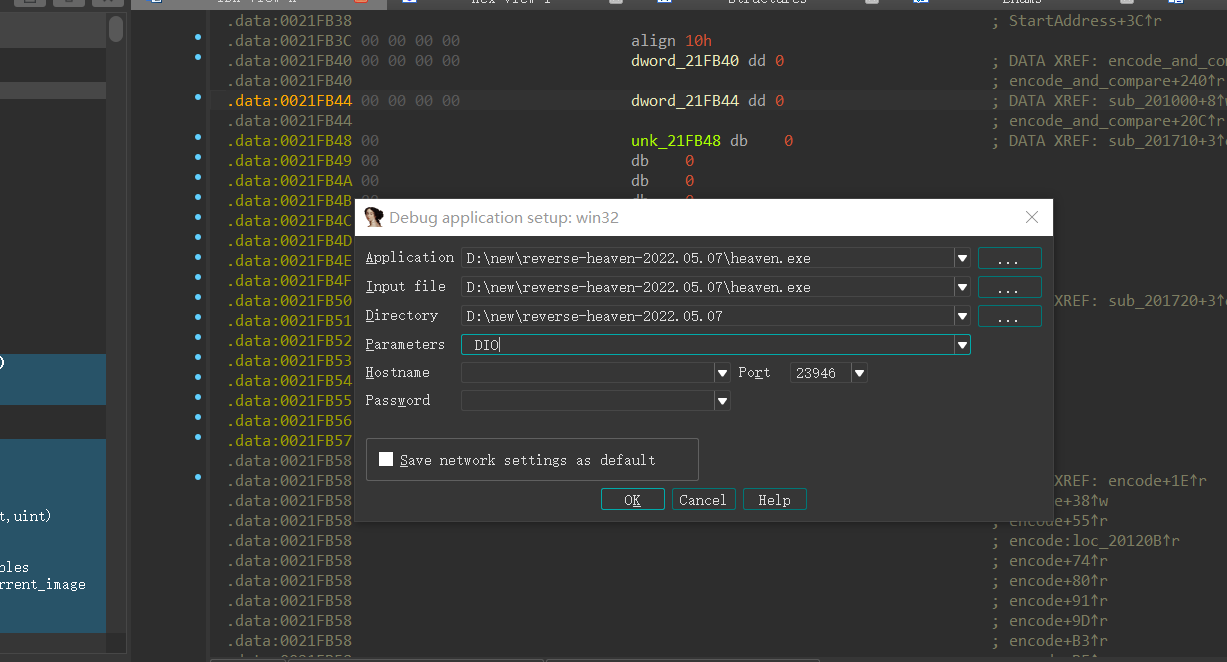 Structures
.data:0021FB38 ; StartAddress+3C↑r
.data:0021FB3C 00 00 00 00 align 10h
.data:0021FB40 00 00 00 00 dword_21FB40 dd 0 ; DATA XREF: encode_and_co
.data:0021FB40 ; encode_and_compare+240↑r
.data:0021FB44 00 00 00 00 dword_21FB44 dd 0 ; DATA XREF: sub_201000+8↑
.data:0021FB44 ; encode_and_compare+20C↑r
.data:0021FB48 00 unk_21FB48 db 0 ; DATA XREF: sub_201710+3↑
.data:0021FB49 00 db 0
.data:0021FB4A 00 db 0
.data:0021FB4B
.data:0021FB4C
.data:0021FB4D
.data:0021FB4E
.data:0021FB4F
.data:0021FB50 XREF: sub_201720+3↑
.data:0021FB51
.data:0021FB52
.data:0021FB53
.data:0021FB54
.data:0021FB55
.data:0021FB56
.data:0021FB57
.data:0021FB58
.data:0021FB58 XREF: encode+1E↑r
.data:0021FB58 e+38↑w
.data:0021FB58 ; encode+55↑r
.data:0021FB58 ; encode:loc_20120B↑r
.data:0021FB58 ; encode+74↑r
.data:0021FB58 ; encode+80↑r
.data:0021FB58 ; encode+91↑r
.data:0021FB58 ; encode+9D↑r
.data:0021FB58 ; encode+B3↑r
Debug application setup: win32
Application D:\new\reverse-heaven-2022.05.07\heaven.exe ...
Input file D:\new\reverse-heaven-2022.05.07\heaven.exe ...
Directory D:\new\reverse-heaven-2022.05.07 ...
Parameters DIO
Hostname Port 23946
Password
Save network settings as default
OK Cancel Help
)
t,uint)
oles
rrent_image